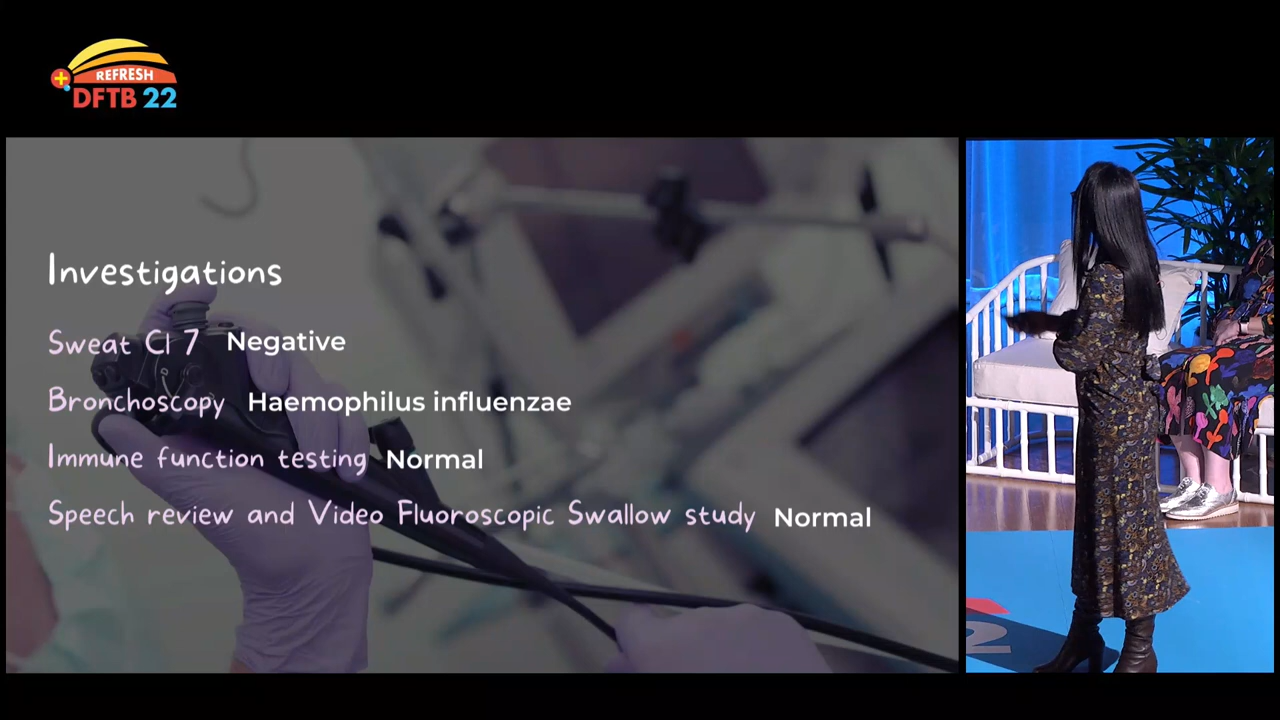 REFRESH
DFTB 22
Investigations
Sweat Cl 7 Negative
Bronchoscopy Haemophilus influenzae
Immune function testing Normal
Speech review and Video Fluoroscopic Swallow study Normal
2